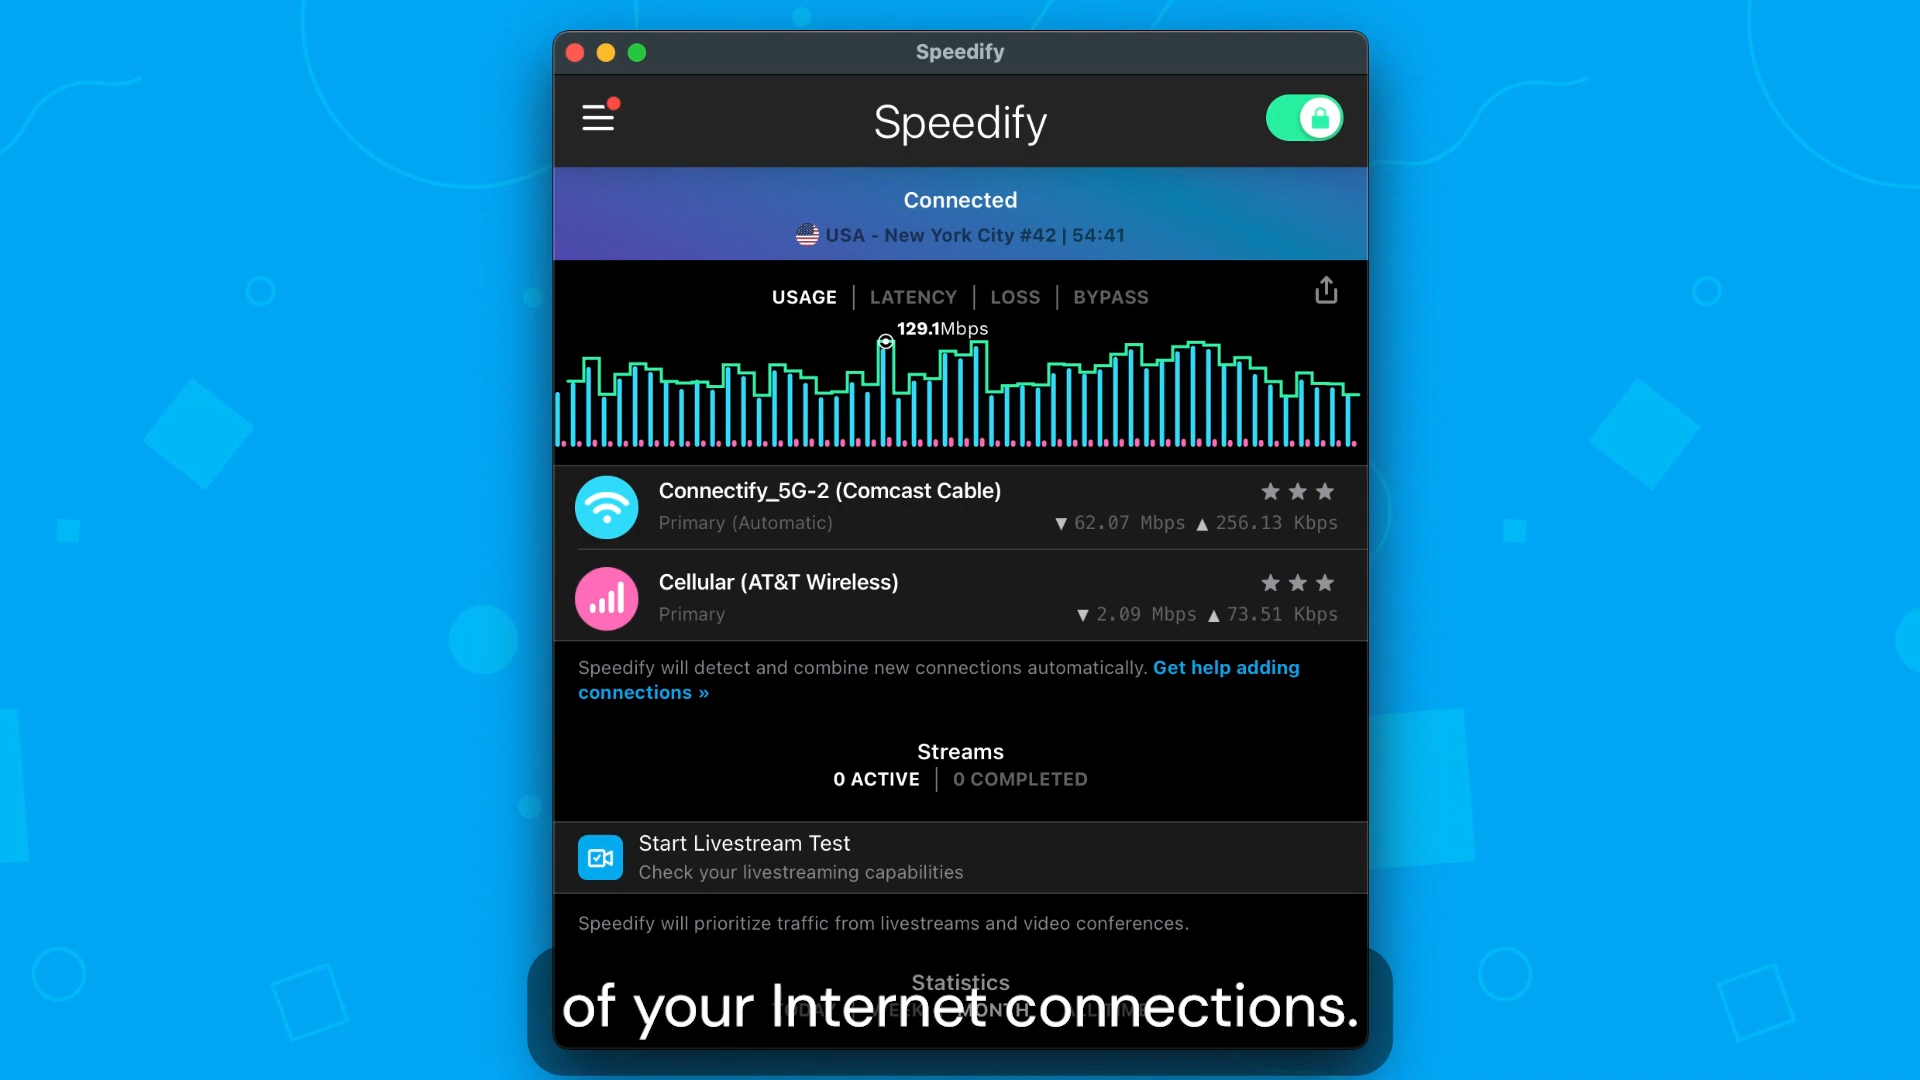 Speedify
Speedify
Connected
USA - New York City #42 | 54:41
USAGE | LATENCY | LOSS | BYPASS
129.1Mbps
Connectify_5G-2 (Comcast Cable)
Primary (Automatic)
▼ 62.07 Mbps ▲ 256.13 Kbps
Cellular (AT&T Wireless)
Primary
▼ 2.09 Mbps ▲ 73.51 Kbps
Speedify will detect and combine new connections automatically. Get help adding
connections »
Streams
0 ACTIVE | 0 COMPLETED
Start Livestream Test
Check your livestreaming capabilities
Speedify will prioritize traffic from livestreams and video conferences.
Statistics
MONTH
of your Internet connections.